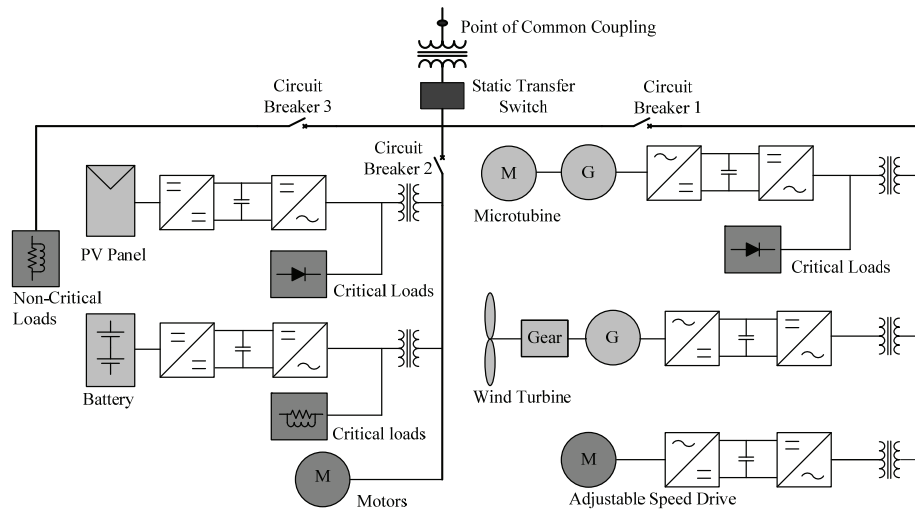 Point of Common Coupling
Circuit
Breaker 3
Static Transfer
Switch
Circuit
Breaker 1
Circuit
Breaker 2
M
G
Microtubine
PV Panel
Critical Loads
Critical Loads
Non-Critical
Loads
Gear
G
Battery
Wind Turbine
Critical loads
M
Motors
M
Adjustable Speed Drive